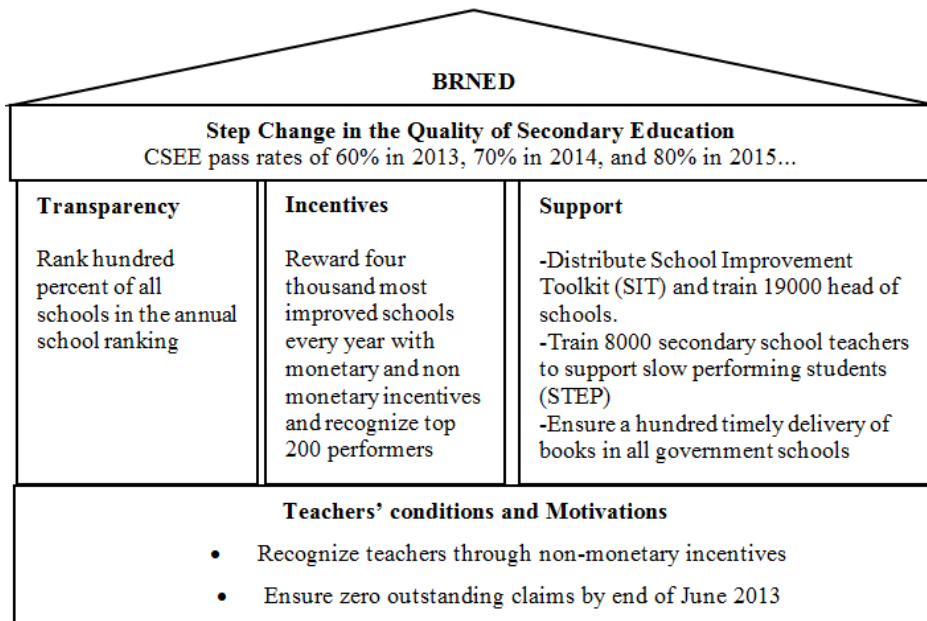 BRNED
Step Change in the Quality of Secondary Education
CSEE pass rates of 60% in 2013, 70% in 2014, and 80% in 2015...
Transparency
Rank hundred
percent of all
schools in the annual
school ranking
Incentives
Reward four
thousand most
improved schools
every year with
monetary and non
monetary incentives
and recognize top
200 performers
Support
-Distribute School Improvement
Toolkit (SIT) and train 19000 head of
schools.
-Train 8000 secondary school teachers
to support slow performing students
(STEP)
-Ensure a hundred timely delivery of
books in all government schools
Teachers’ conditions and Motivations
• Recognize teachers through non-monetary incentives
• Ensure zero outstanding claims by end of June 2013